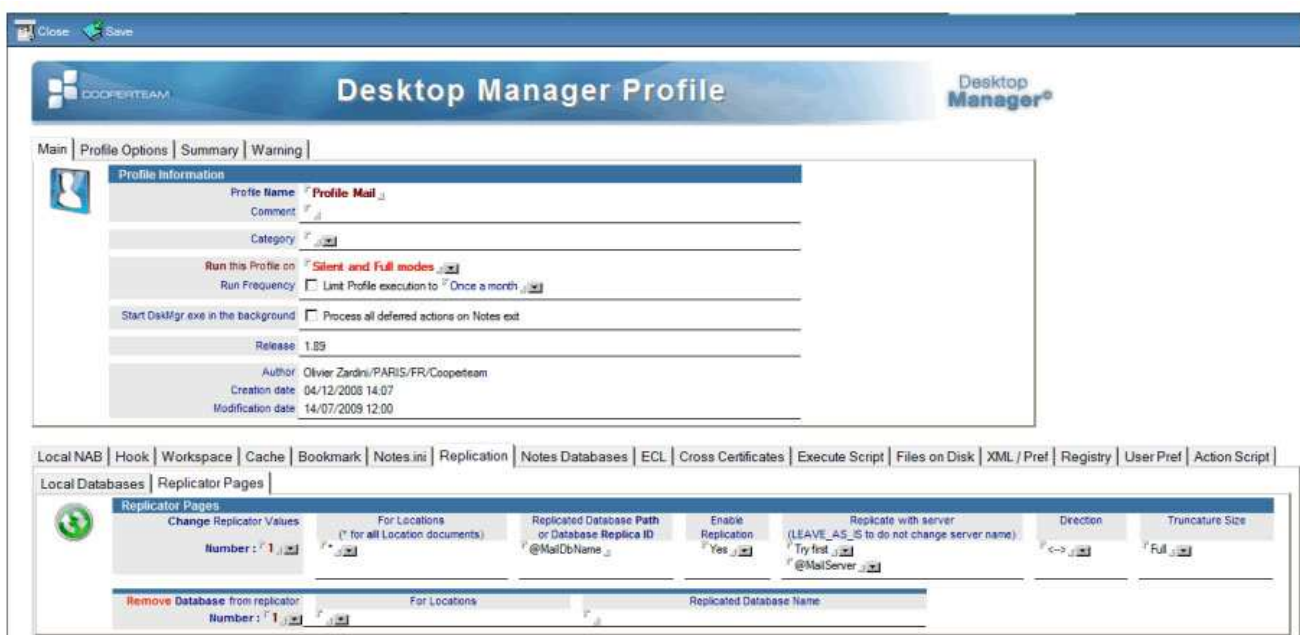 Close Save
COOPERTEAM Desktop Manager Profile Desktop Manager®
Main Profile Options Summary Warning
Profile Information
Profile Name Profile Mail
Comment
Category
Run this Profile on Silent and Full modes
Run Frequency Limit Profile execution to Once a month
Start DskMgr.exe in the background Process all deferred actions on Notes exit
Release 1.89
Author Olivier Zardini/PARIS/FR/Cooperteam
Creation date 04/12/2008 14:07
Modification date 14/07/2009 12:00
Local NAB Hook Workspace Cache Bookmark Notes.ini Replication Notes Databases ECL Cross Certificates Execute Script Files on Disk XML / Pref Registry User Pref Action Script
Local Databases Replicator Pages
Replicator Pages
Change Replicator Values For Locations Replicated Database Path Enable Replicate with server Direction Truncature Size
(* for all Location documents) or Database Replica ID Replication (LEAVE_AS_IS to do not change server name)
Number : 1 * @MailDbName Yes Try first <--> Full
@MailServer
Remove Database from replicator For Locations Replicated Database Name
Number : 1